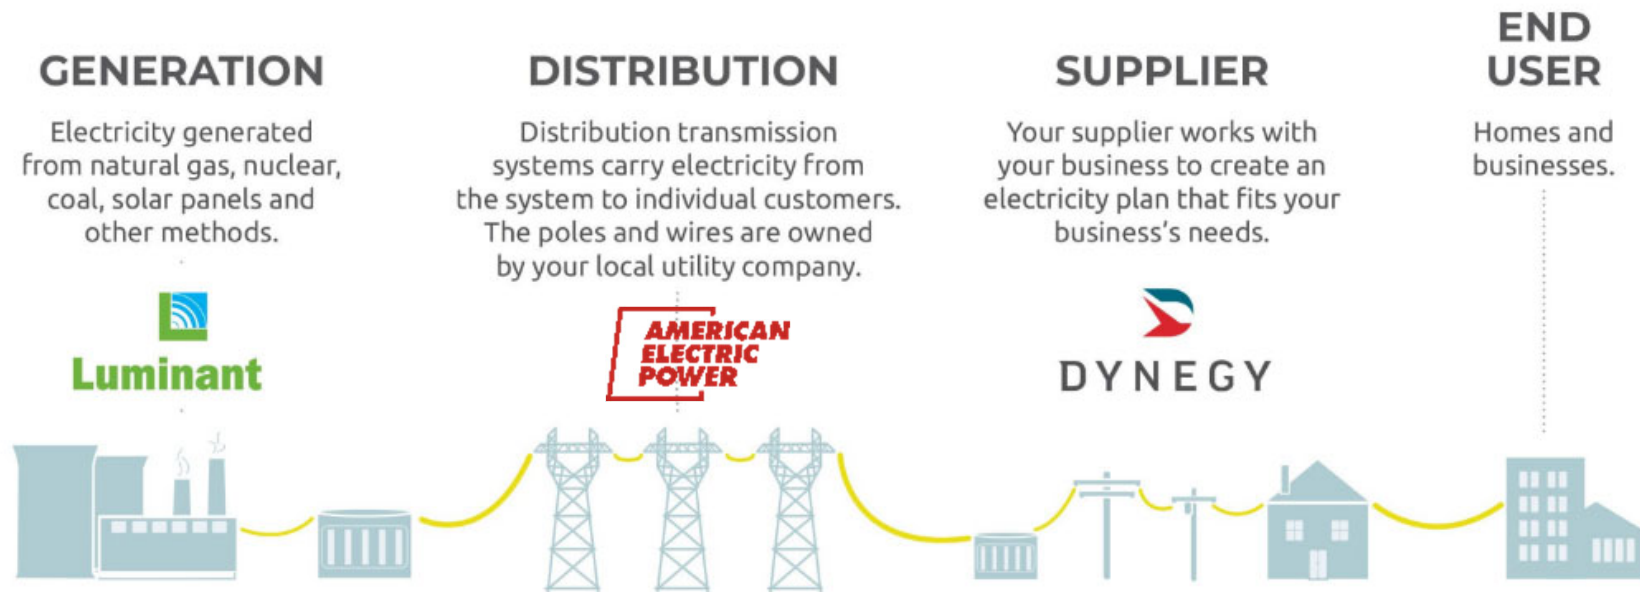 GENERATION
Electricity generated
from natural gas, nuclear,
coal, solar panels and
other methods.
Luminant
DISTRIBUTION
Distribution transmission
systems carry electricity from
the system to individual customers.
The poles and wires are owned
by your local utility company.
AMERICAN
ELECTRIC
POWER
SUPPLIER
Your supplier works with
your business to create an
electricity plan that fits your
business's needs.
DYNEGY
END
USER
Homes and
businesses.